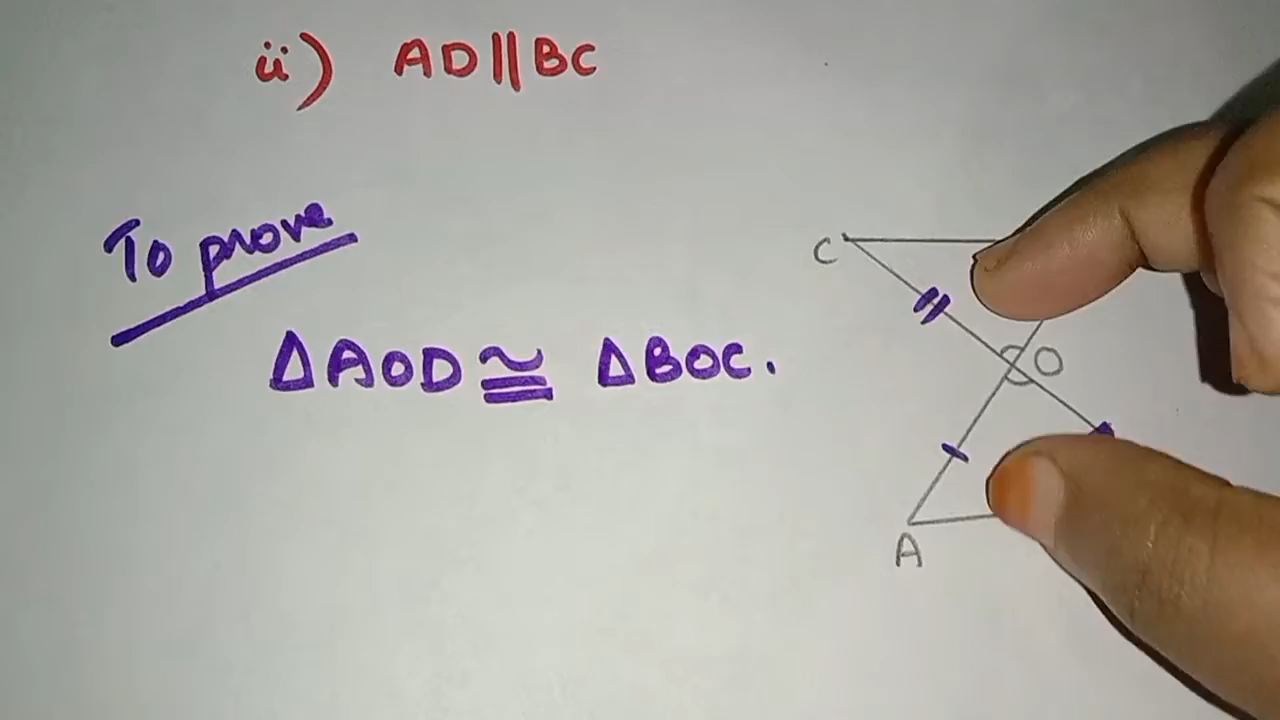 ii) AD||BC
To prove
ΔAOD ≅ ΔBOC.
C
O
A